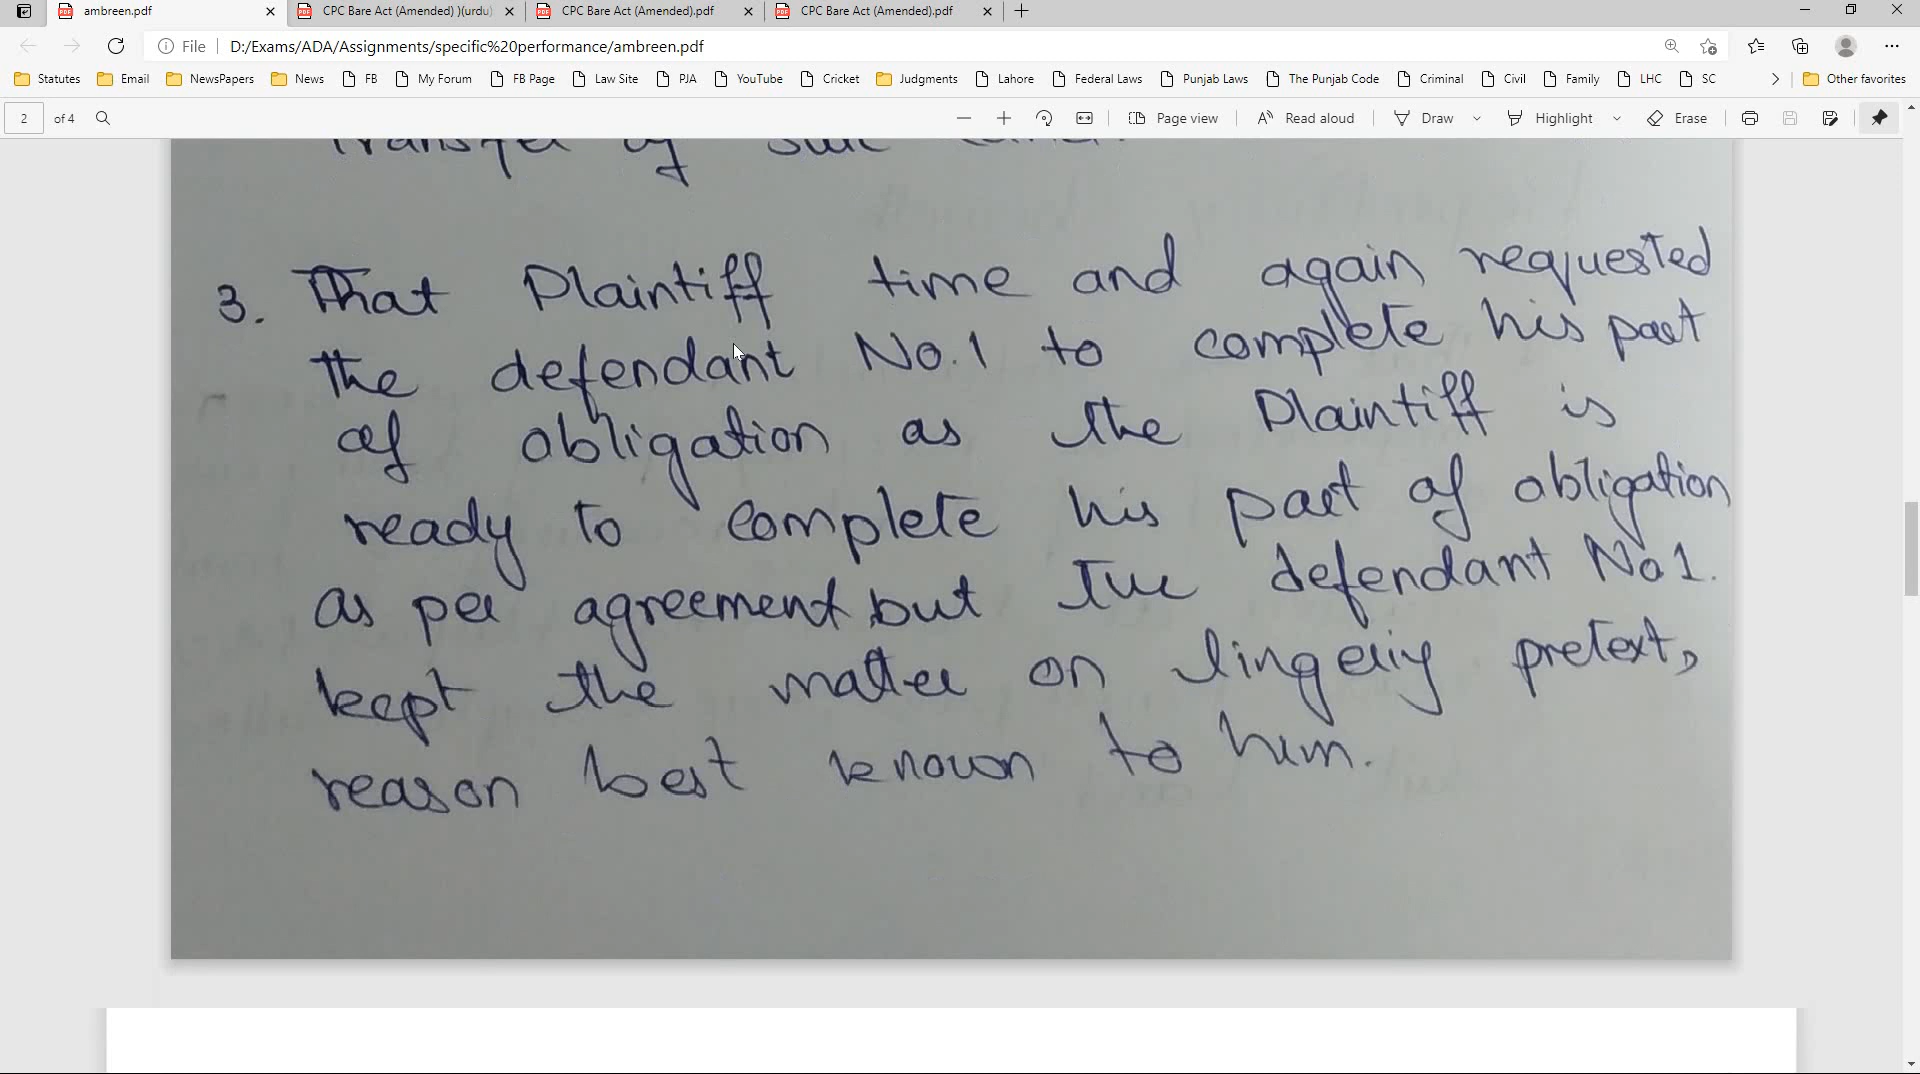 ambreen.pdf
CPC Bare Act (Amended) )(urdu)
CPC Bare Act (Amended).pdf
CPC Bare Act (Amended).pdf
File
D:/Exams/ADA/Assignments/specific%20performance/ambreen.pdf
Statutes
Email
NewsPapers
News
FB
My Forum
FB Page
Law Site
PJA
YouTube
Cricket
Judgments
Lahore
Federal Laws
Punjab Laws
The Punjab Code
Criminal
Civil
Family
LHC
SC
Other favorites
2 of 4
Page view
Read aloud
Draw
Highlight
Erase
Transfer of suit
3. That Plaintiff time and again requested
the defendant No.1 to complete his part
of obligation as the Plaintiff is
ready to complete his part of obligation
as per agreement, but the defendant No 1.
kept the matter on lingering pretext,
reason best known to him.